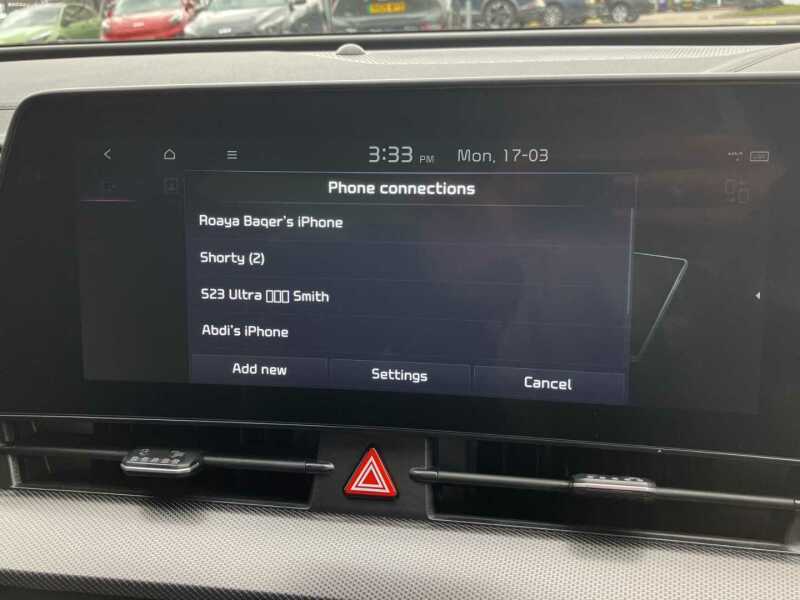 3:33 PM Mon, 17-03
Phone connections
Roaya Baqer's iPhone
Shorty (2)
S23 Ultra ▯▯▯ Smith
Abdi's iPhone
Add new Settings Cancel